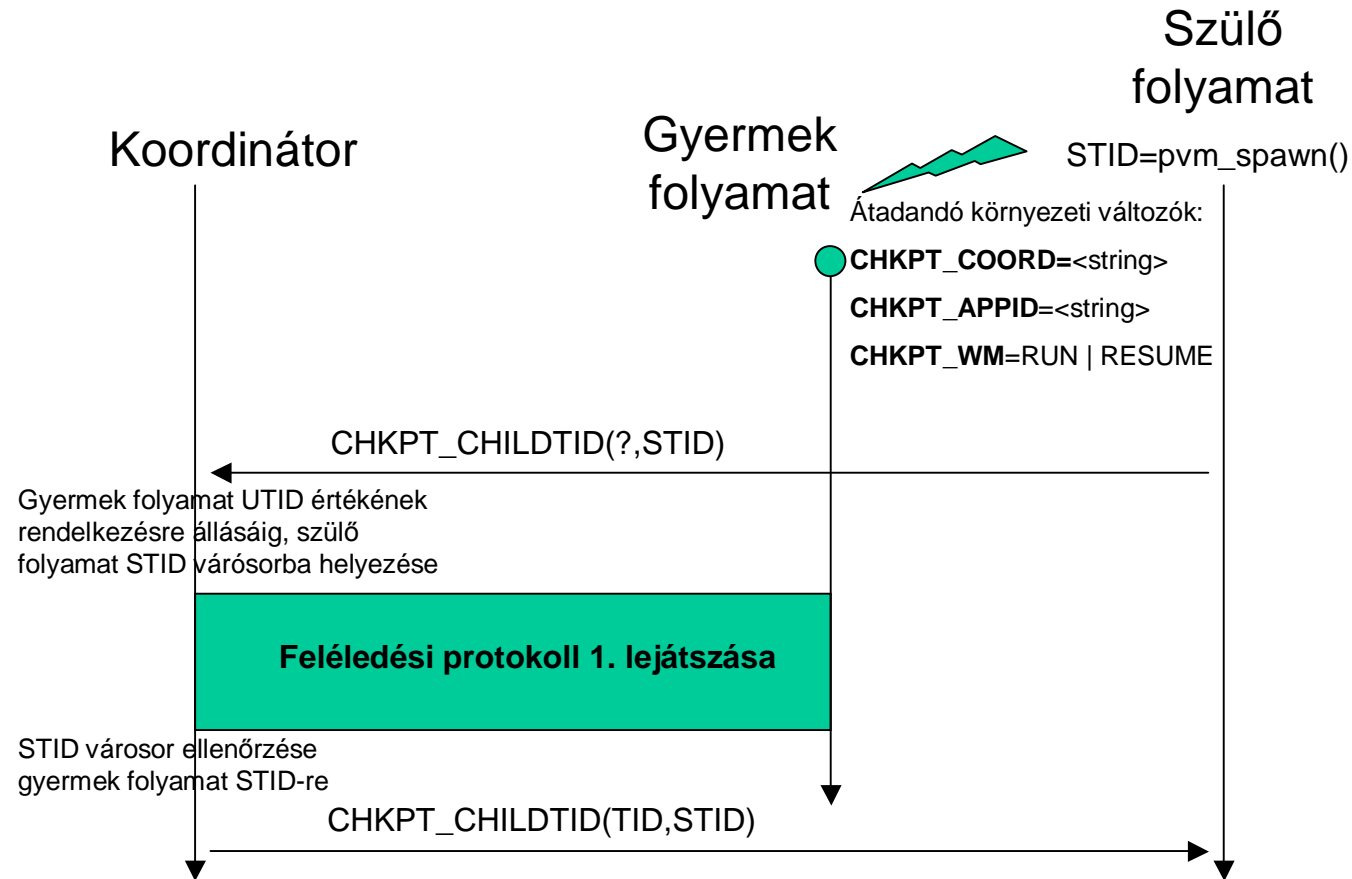 Szülő
folyamat
Koordinátor
Gyermek
folyamat
STID=pvm_spawn()
Átadandó környezeti változók:
CHKPT_COORD=<string>
CHKPT_APPID=<string>
CHKPT_WM=RUN | RESUME
CHKPT_CHILDTID(?,STID)
Gyermek folyamat UTID értékének
rendelkezésre állásáig, szülő
folyamat STID várósorba helyezése
Feléledési protokoll 1. lejátszása
STID városor ellenőrzése
gyermek folyamat STID-re
CHKPT_CHILDTID(TID,STID)